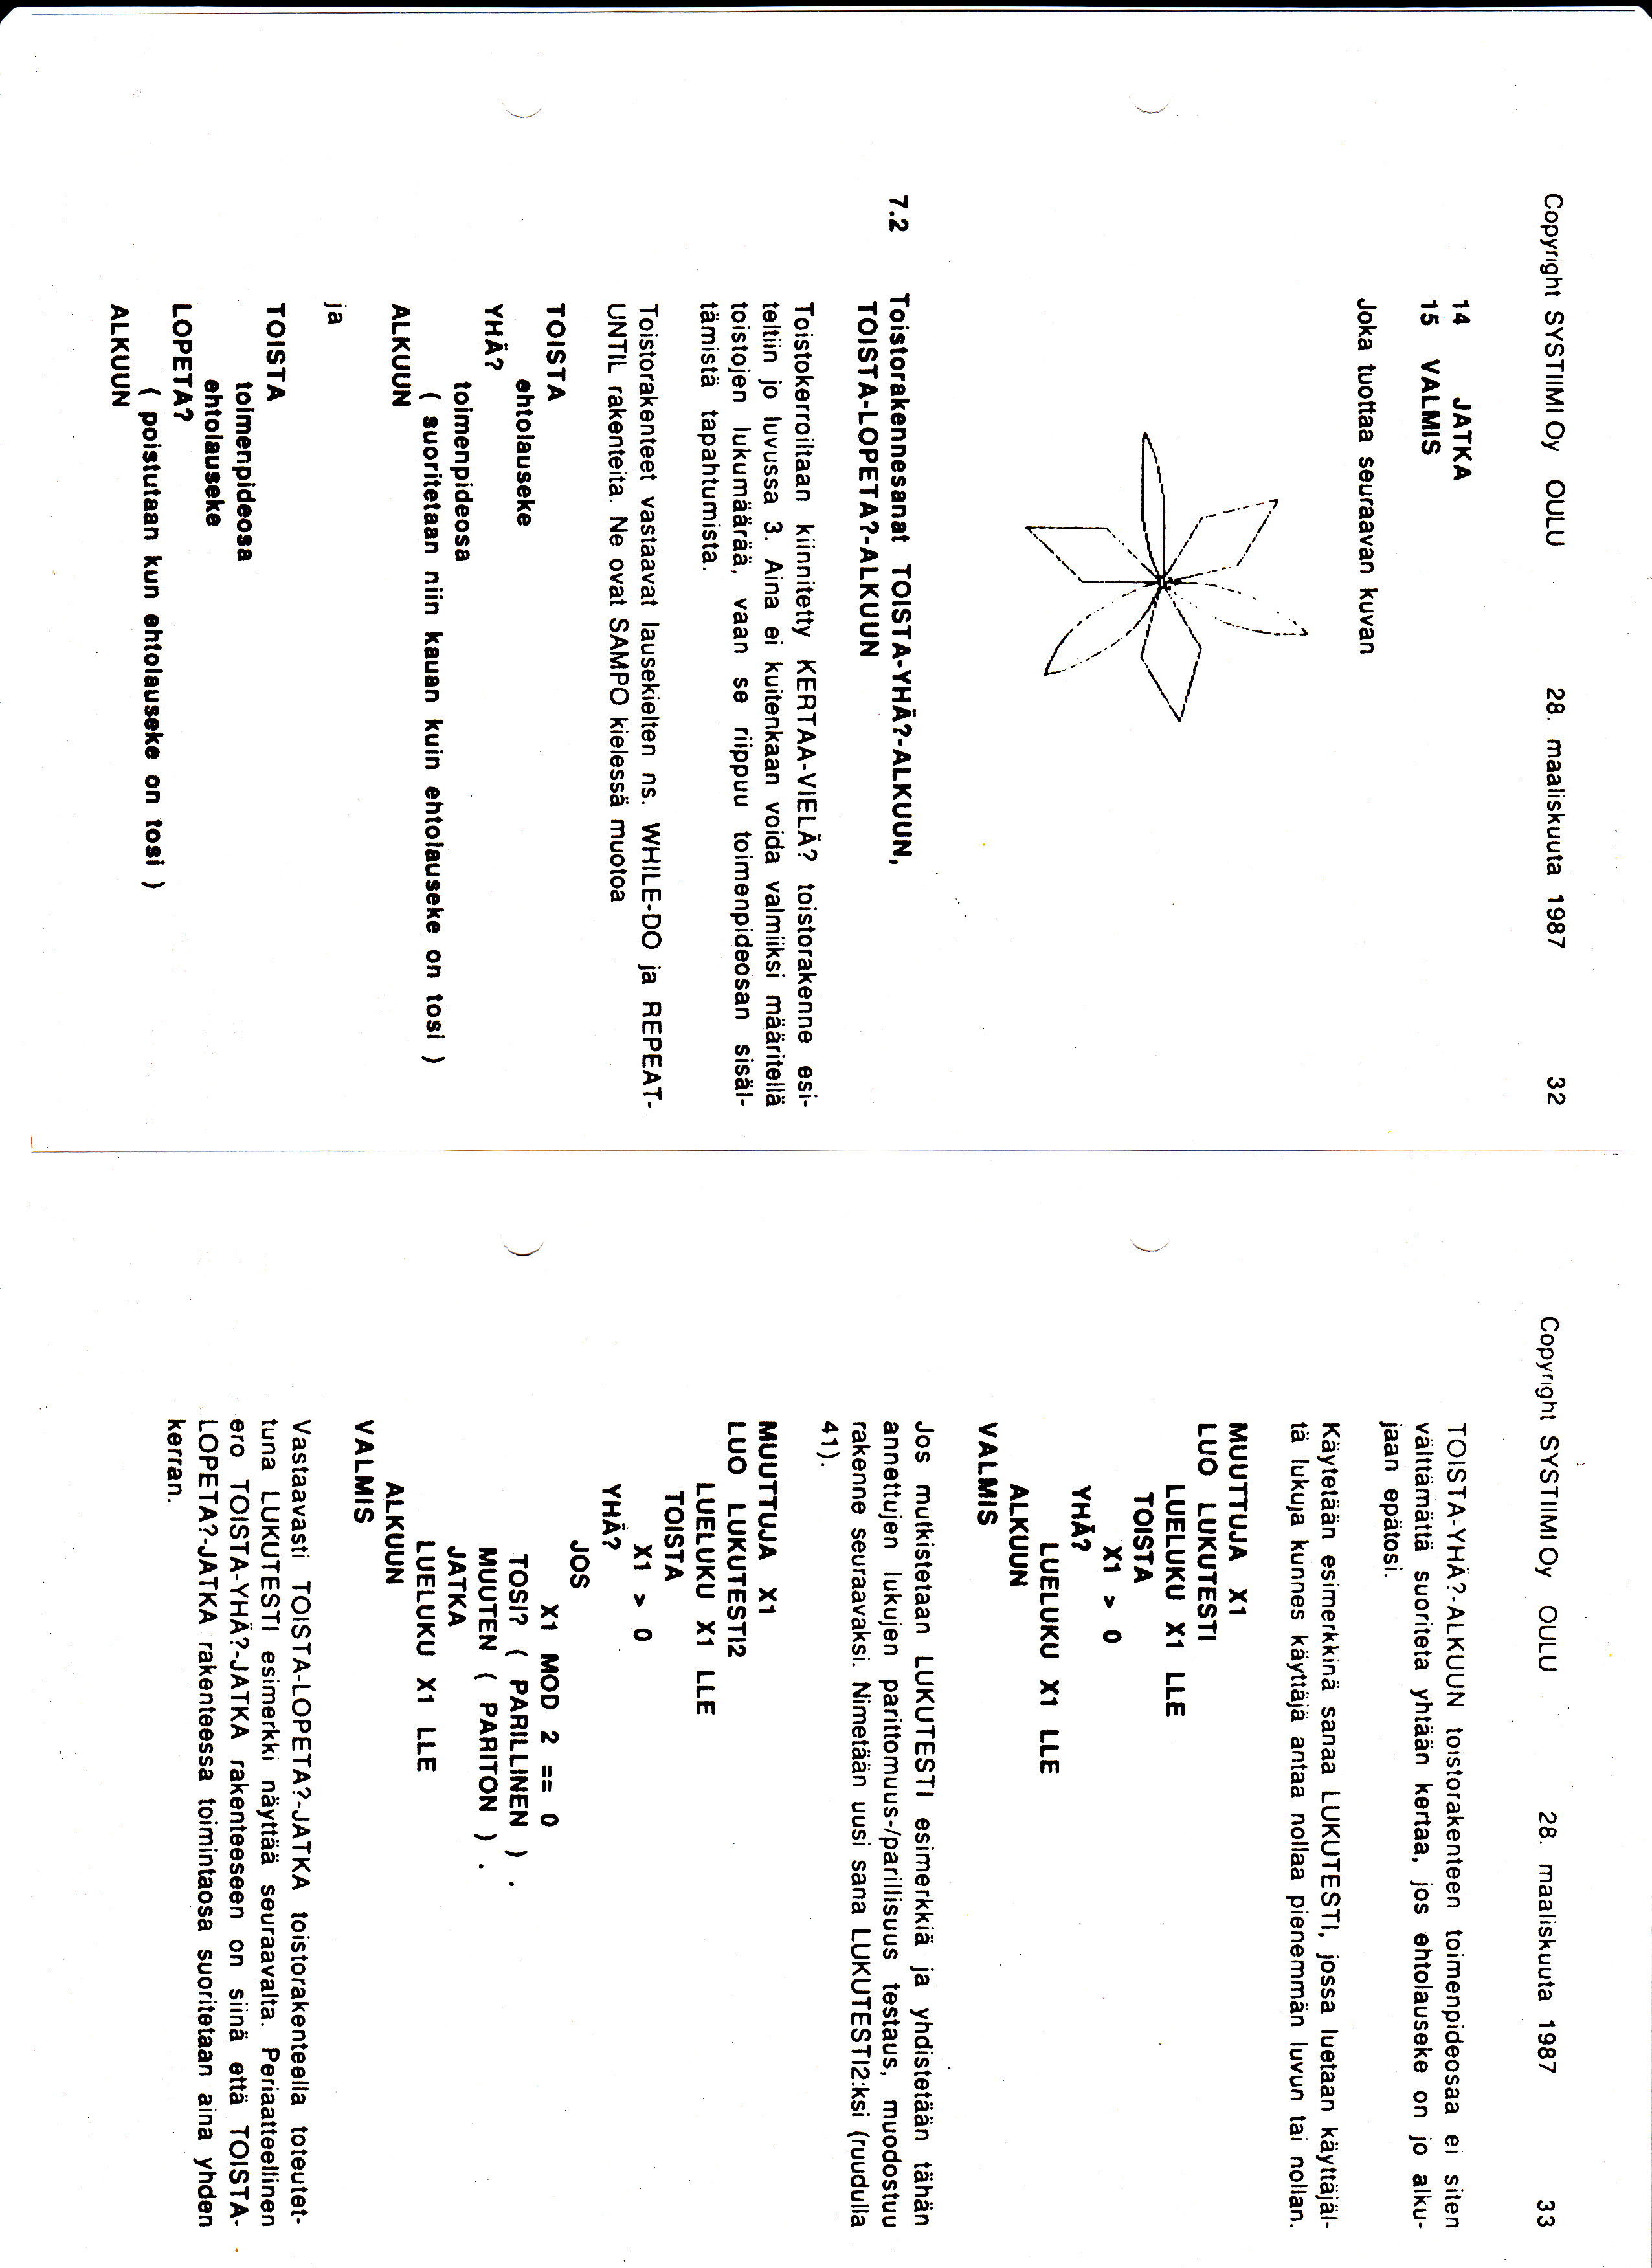 Copyright SYSTIIMI Oy OULU 28. maaliskuuta 1987 32
14 JATKA
15 VALMIS
Joka tuottaa seuraavan kuvan
7.2 Toistorakennesanat TOISTA-YHÄ?-ALKUUN,
TOISTA-LOPETA?-ALKUUN
Toistokerroiltaan kiinnitetty KERTAA-VIELÄ? toistorakenne esi-
teltiin jo luvussa 3. Aina ei kuitenkaan voida valmiiksi määritellä
toistojen lukumäärää, vaan se riippuu toimenpideosan sisäl-
tämistä tapahtumista.
Toistorakenteet vastaavat lausekielten ns. WHILE-DO ja REPEAT-
UNTIL rakenteita. Ne ovat SAMPO kielessä muotoa
TOISTA
ehtolauseke
YHÄ?
toimenpideosa
( suoritetaan niin kauan kuin ehtolauseke on tosi )
ALKUUN
ja
TOISTA
toimenpideosa
ehtolauseke
LOPETA?
( poistutaan kun ehtolauseke on tosi )
ALKUUN
Copyright SYSTIIMI Oy OULU 28. maaliskuuta 1987 33
TOISTA-YHÄ?-ALKUUN toistorakenteen toimenpideosaa ei siten
välttämättä suoriteta yhtään kertaa, jos ehtolauseke on jo alku-
jaan epätosi.
Käytetään esimerkkinä sanaa LUKUTESTI, jossa luetaan käyttäjäl-
tä lukuja kunnes käyttäjä antaa nollaa pienemmän luvun tai nollan.
MUUTTUJA X1
LUO LUKUTESTI
LUELUKU X1 LLE
TOISTA
X1 > 0
YHÄ?
LUELUKU X1 LLE
ALKUUN
VALMIS
Jos mutkistetaan LUKUTESTI esimerkkiä ja yhdistetään tähän
annettujen lukujen parittomuus-/parillisuus testaus, muodostuu
rakenne seuraavaksi. Nimetään uusi sana LUKUTESTI2:ksi (ruudulla
41).
MUUTTUJA X1
LUO LUKUTESTI2
LUELUKU X1 LLE
TOISTA
X1 > 0
YHÄ?
JOS
X1 MOD 2 == 0
TOSI? ( PARILLINEN ) .
MUUTEN ( PARITON ) .
JATKA
LUELUKU X1 LLE
ALKUUN
VALMIS
Vastaavasti TOISTA-LOPETA?-JATKA toistorakenteella toteutet-
tuna LUKUTESTI esimerkki näyttää seuraavalta. Periaatteellinen
ero TOISTA-YHÄ?-JATKA rakenteeseen on siinä että TOISTA-
LOPETA?-JATKA rakenteessa toimintaosa suoritetaan aina yhden
kerran.